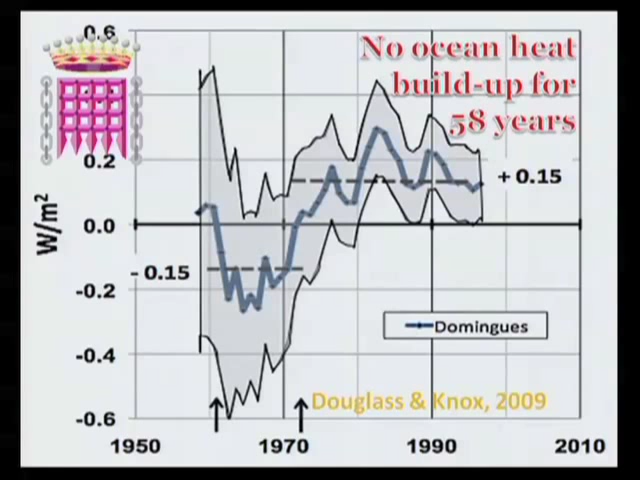 No ocean heat
build-up for
58 years
0.6
0.2
0.0
-0.2
-0.4
-0.6
W/m²
+ 0.15
- 0.15
Domingues
Douglass & Knox, 2009
1950
1970
1990
2010